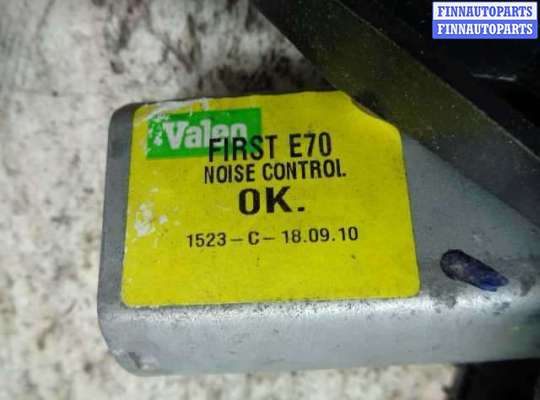 FINNAUTOPARTS
FINNAUTOPARTS
Valeo
FIRST E70
NOISE CONTROL.
OK.
1523-C-18.09.10